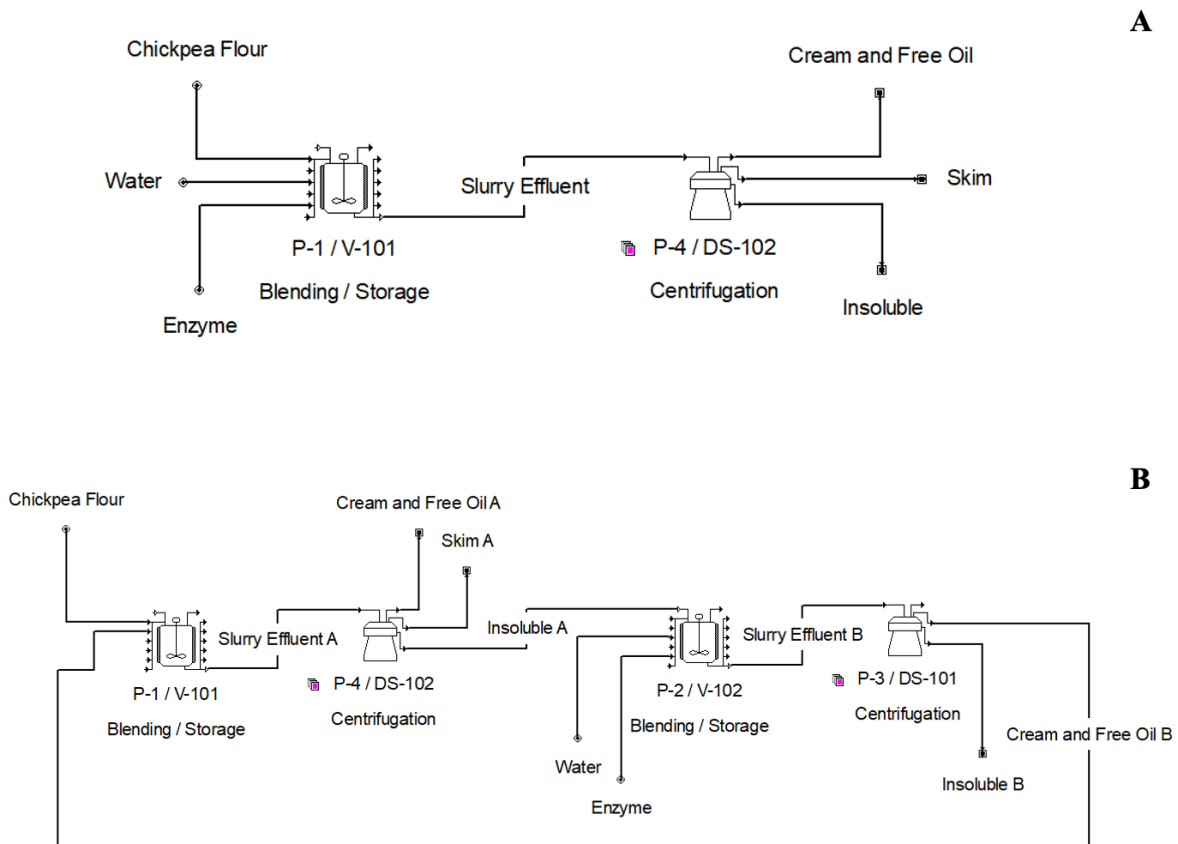 A
Chickpea Flour
Cream and Free Oil
Water
Slurry Effluent
Skim
P-1 / V-101
P-4 / DS-102
Blending / Storage
Centrifugation
Insoluble
Enzyme
B
Chickpea Flour
Cream and Free Oil A
Skim A
Slurry Effluent A
Insoluble A
Slurry Effluent B
P-1 / V-101
P-4 / DS-102
P-2 / V-102
P-3 / DS-101
Blending / Storage
Centrifugation
Blending / Storage
Centrifugation
Cream and Free Oil B
Water
Insoluble B
Enzyme